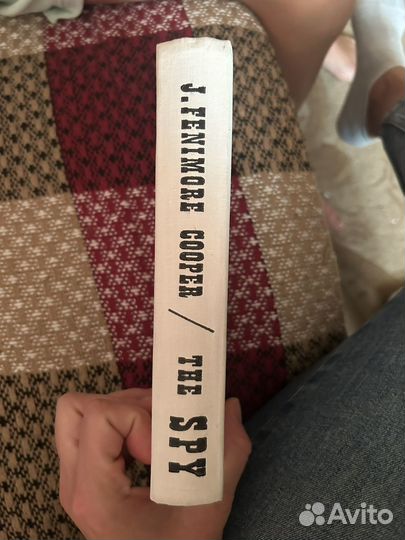 J.FENIMORE COOPER / THE SPY
Avito